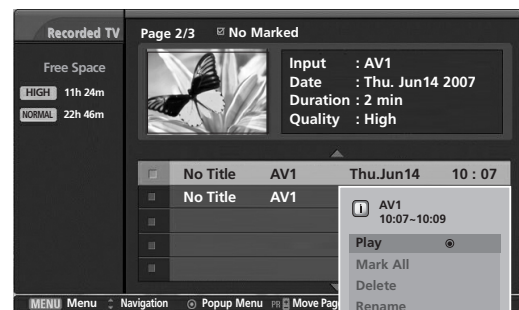 Recorded TV
Page 2/3 No Marked
Free Space
HIGH 11h 24m
NORMAL 22h 46m
Input : AV1
Date : Thu. Jun14 2007
Duration : 2 min
Quality : High
No Title AV1 Thu.Jun14 10 : 07
No Title AV1
i AV1
10:07~10:09
Play
Mark All
Delete
Rename
MENU Menu Navigation Popup Menu PR Move Pag